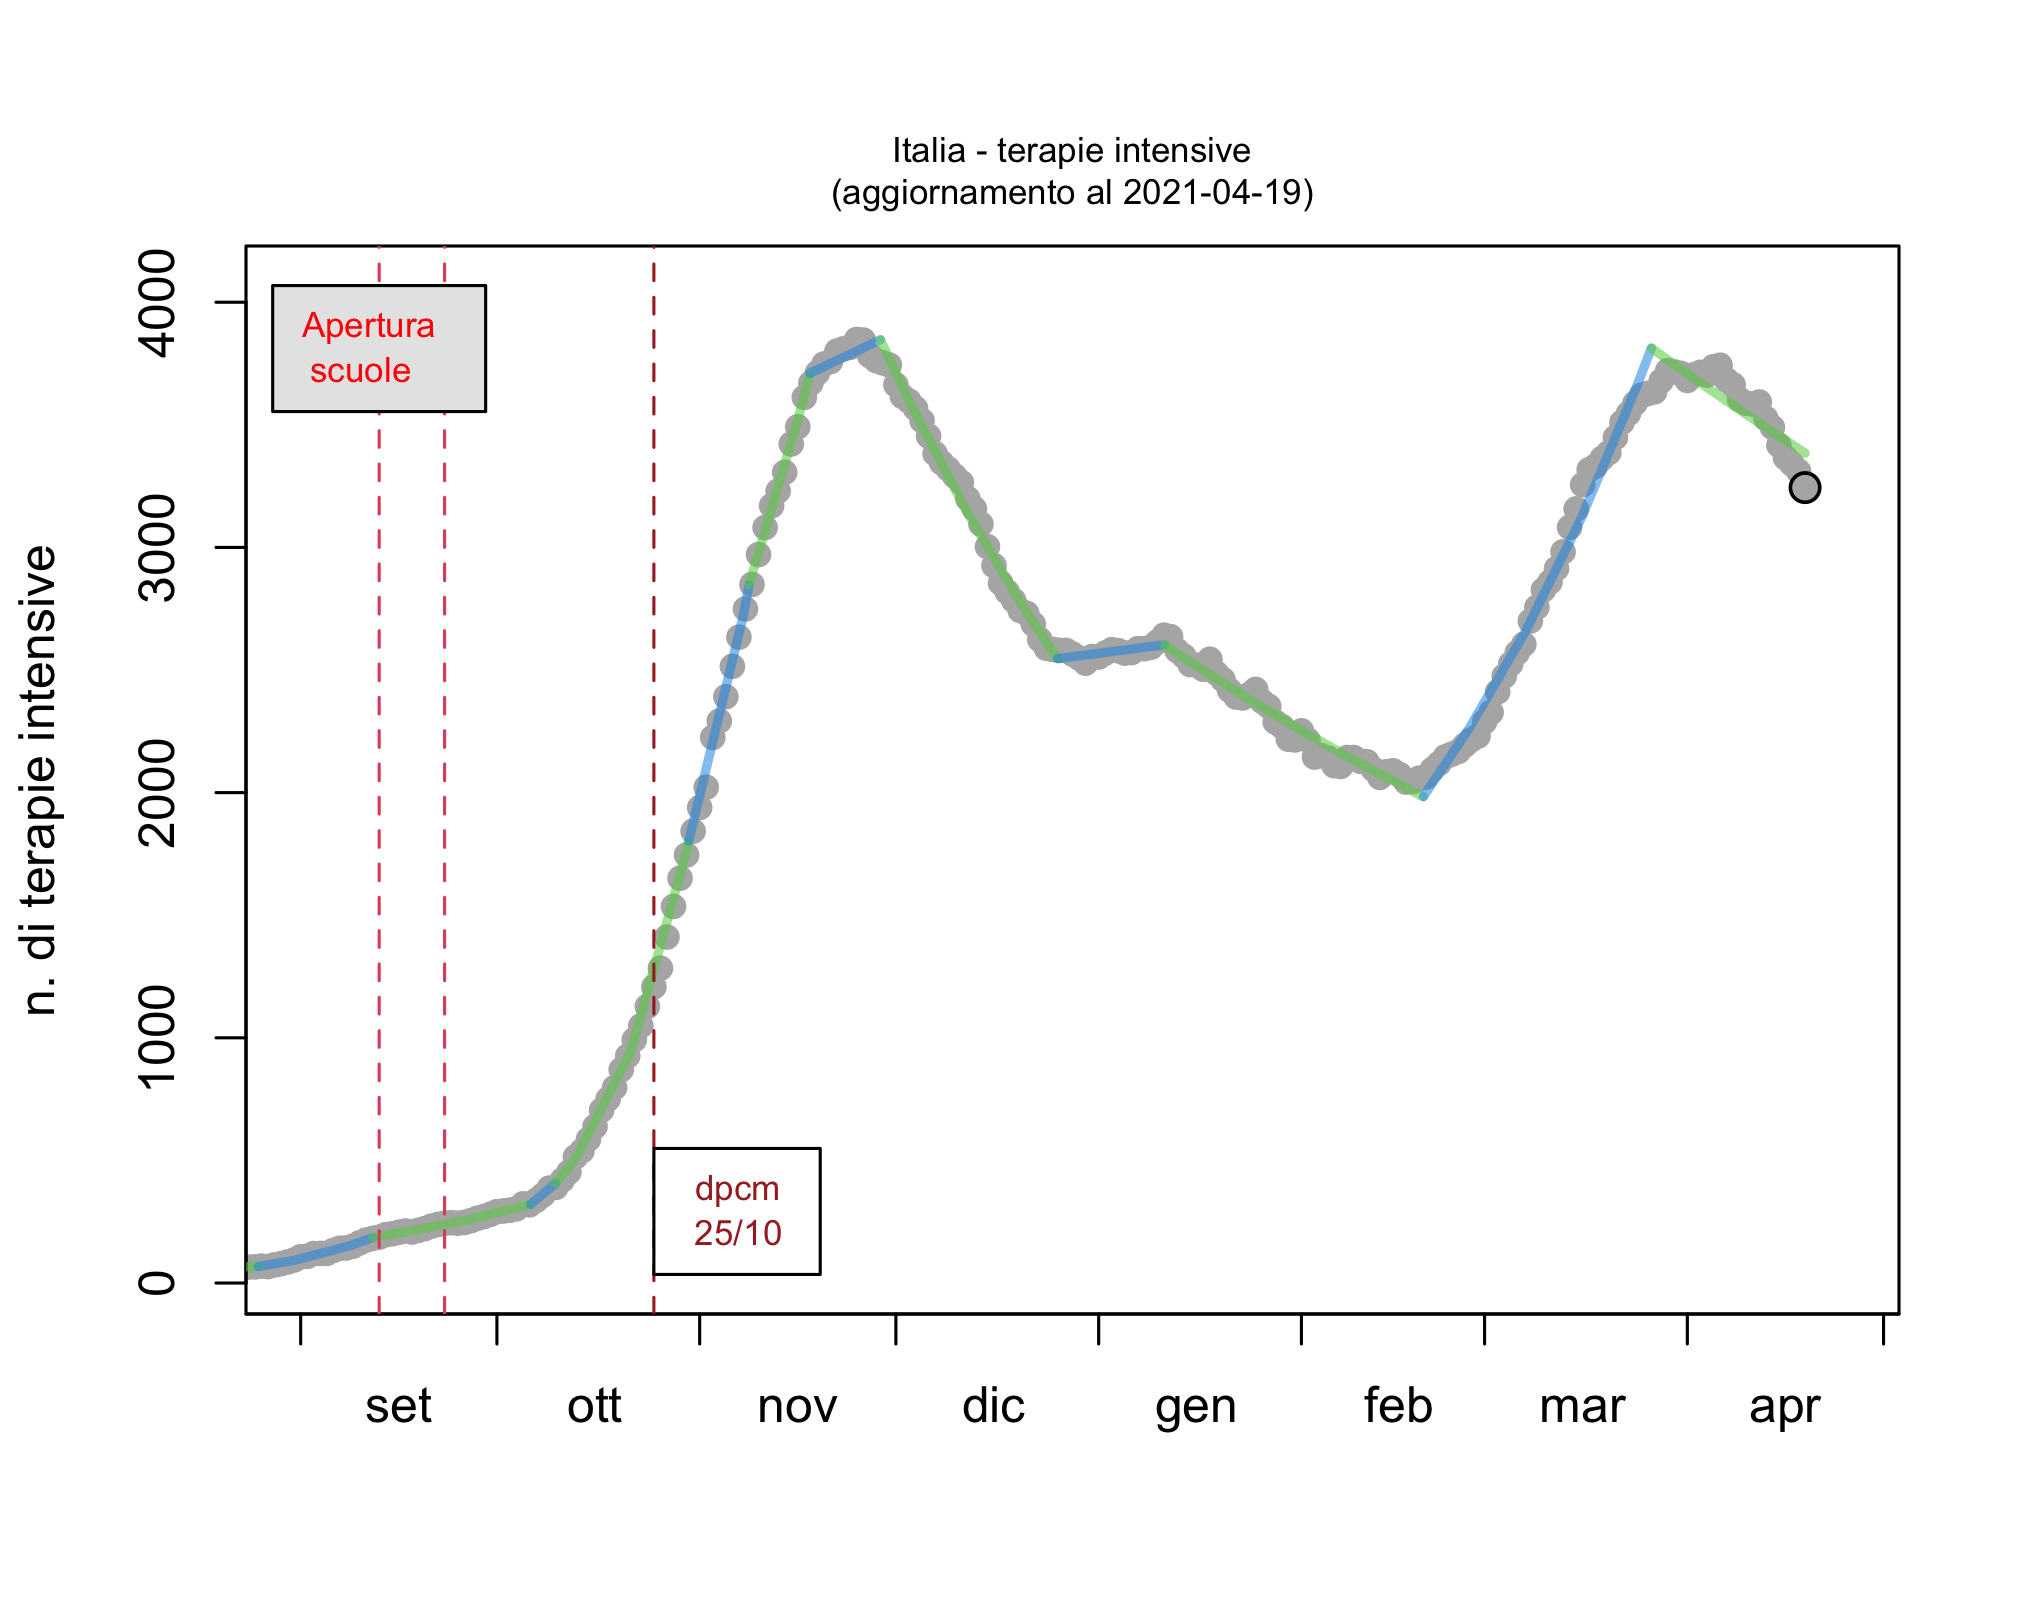 Italia - terapie intensive
(aggiornamento al 2021-04-19)
n. di terapie intensive
4000
3000
2000
1000
0
Apertura
scuole
dpcm
25/10
set
ott
nov
dic
gen
feb
mar
apr